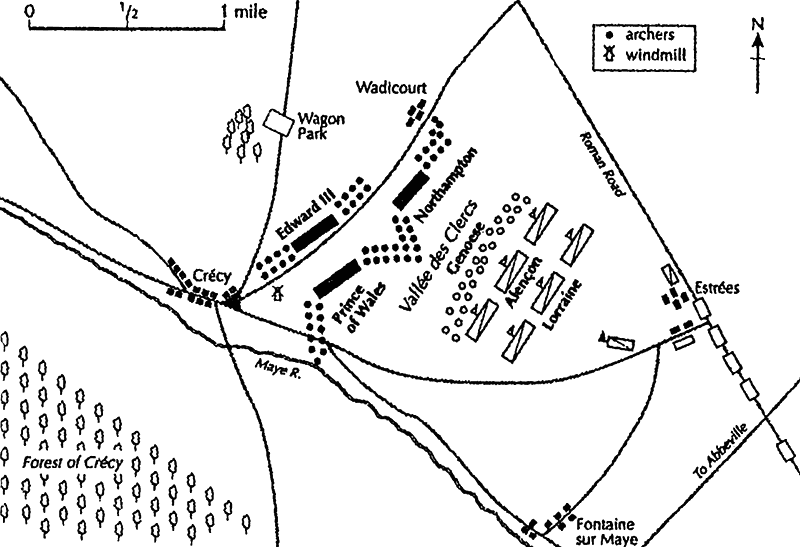 0 1/2 1 mile
archers
windmill
N
Wadicourt
Wagon
Park
Roman Road
Edward III
Northampton
Vallée des Clercs
Genoese
Crécy
Alençon
Lorraine
Estrées
Prince
of Wales
Maye R.
Forest of Crécy
To Abbeville
Fontaine
sur Maye